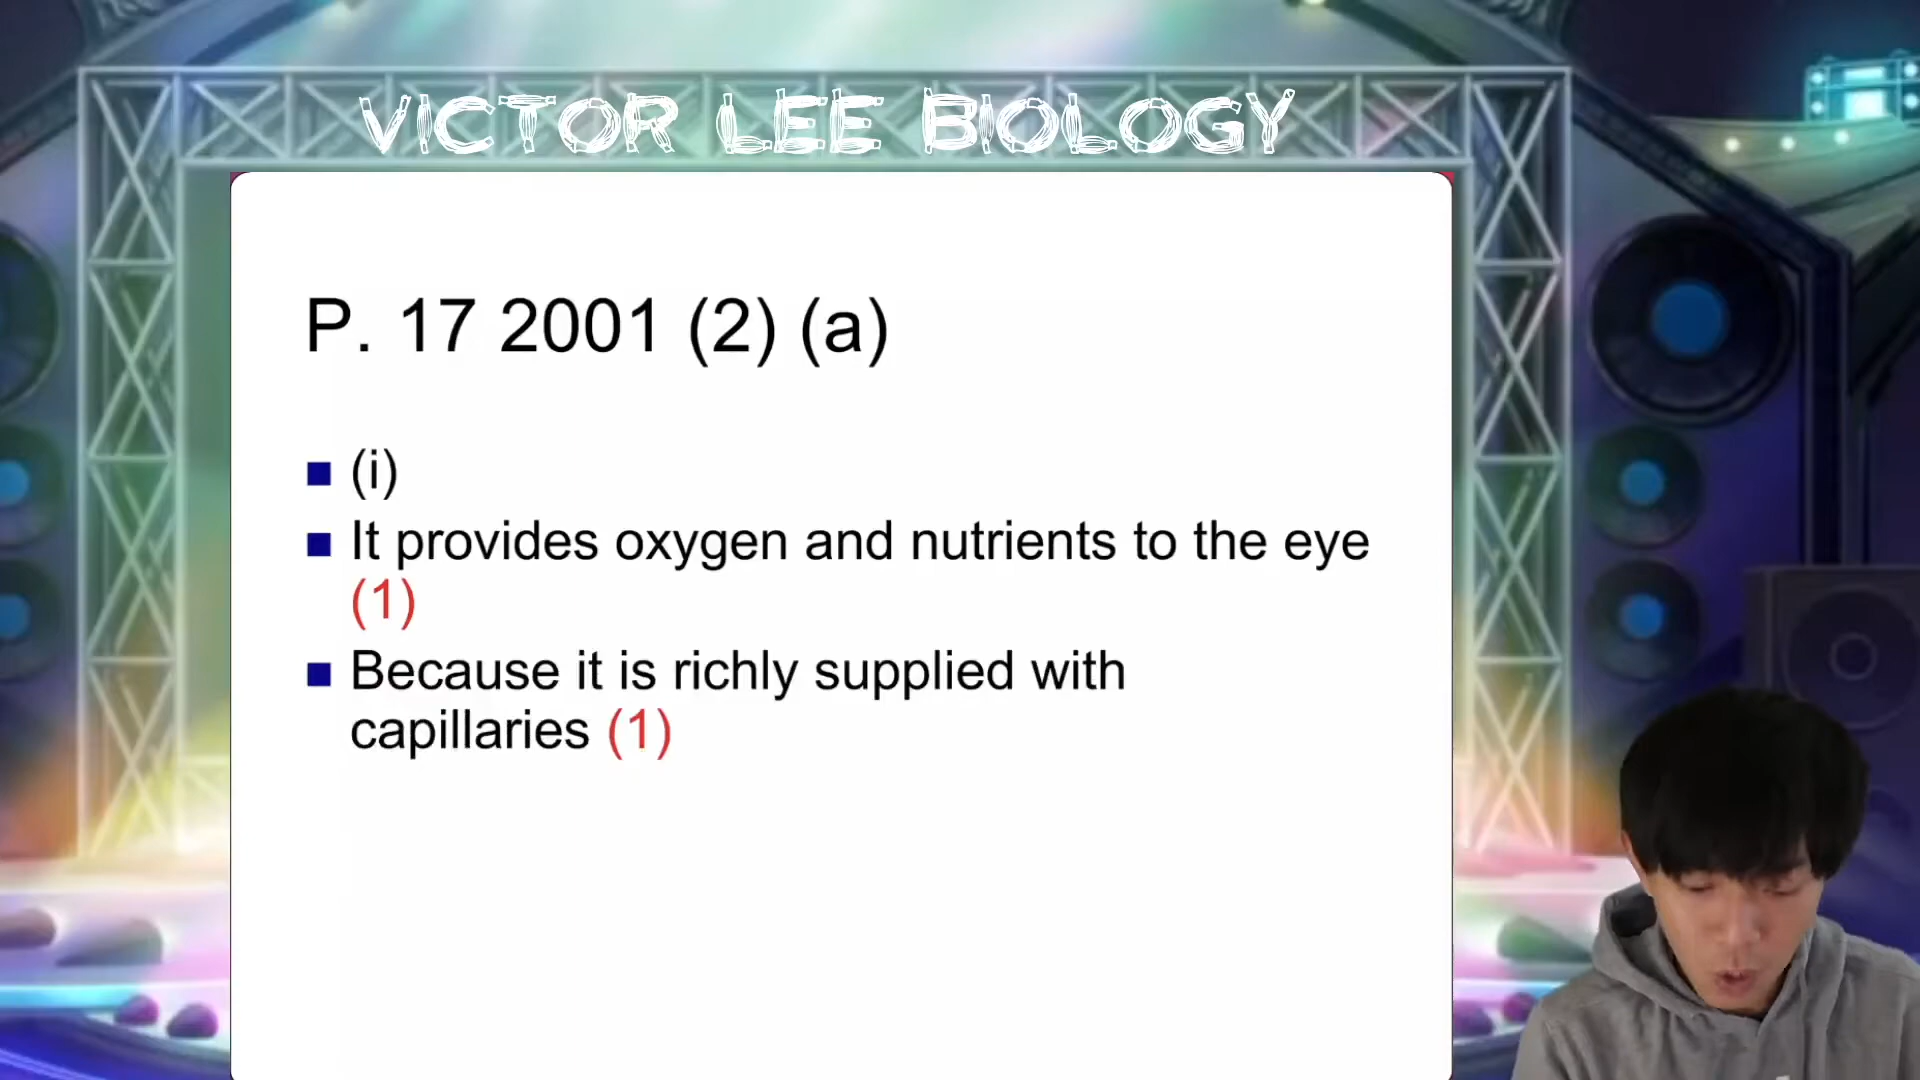 VICTOR LEE BIOLOGY
P. 17 2001 (2) (a)
(i)
It provides oxygen and nutrients to the eye
(1)
Because it is richly supplied with
capillaries (1)